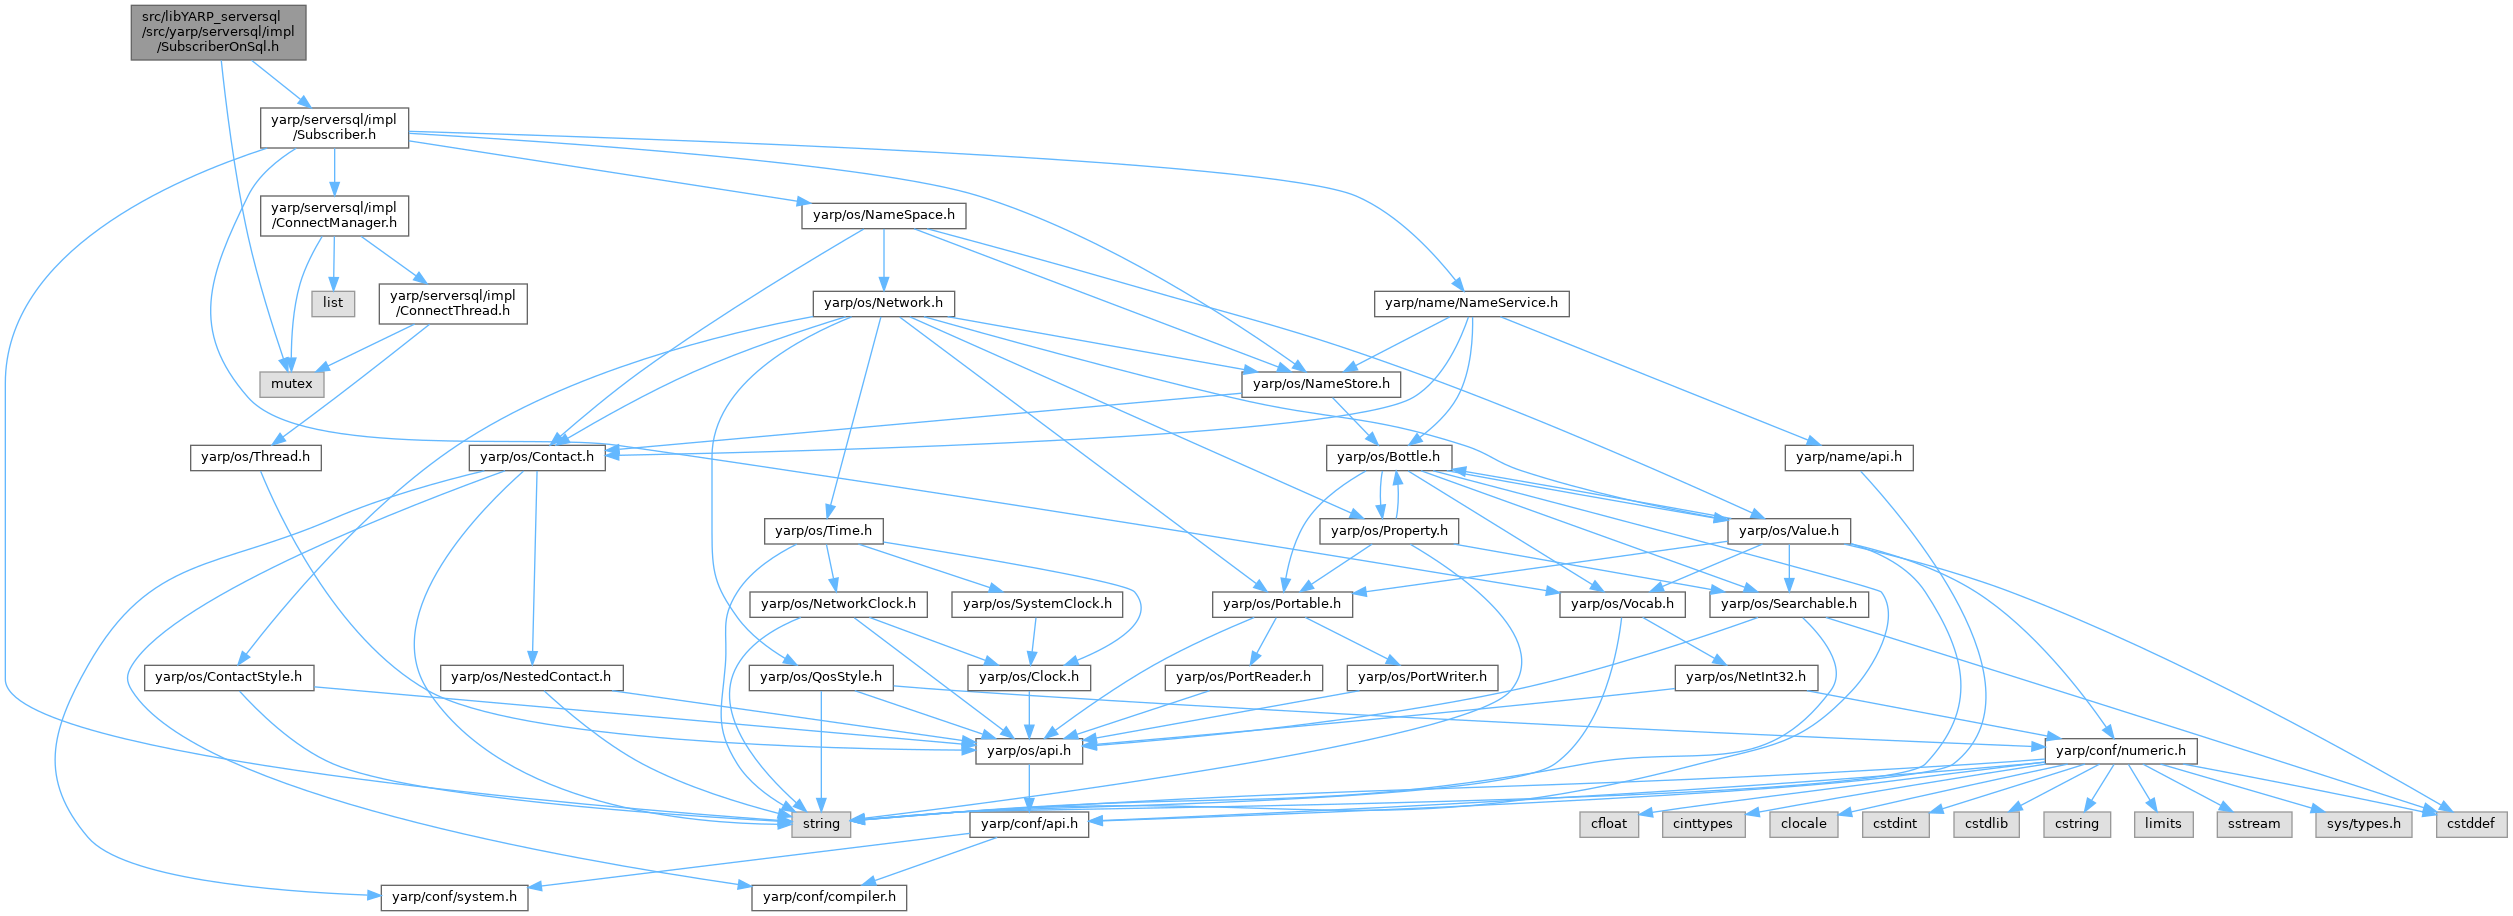 src/libYARP_serversql
/src/yarp/serversql/impl
/SubscriberOnSql.h
yarp/serversql/impl
/Subscriber.h
yarp/serversql/impl
/ConnectManager.h
yarp/os/NameSpace.h
list
yarp/serversql/impl
/ConnectThread.h
yarp/os/Network.h
yarp/name/NameService.h
mutex
yarp/os/NameStore.h
yarp/os/Thread.h
yarp/os/Contact.h
yarp/os/Bottle.h
yarp/name/api.h
yarp/os/Time.h
yarp/os/Property.h
yarp/os/Value.h
yarp/os/NetworkClock.h
yarp/os/SystemClock.h
yarp/os/Portable.h
yarp/os/Vocab.h
yarp/os/Searchable.h
yarp/os/ContactStyle.h
yarp/os/NestedContact.h
yarp/os/QosStyle.h
yarp/os/Clock.h
yarp/os/PortReader.h
yarp/os/PortWriter.h
yarp/os/NetInt32.h
yarp/os/api.h
yarp/conf/numeric.h
string
yarp/conf/api.h
cfloat
cinttypes
clocale
cstdint
cstdlib
cstring
limits
sstream
sys/types.h
cstddef
yarp/conf/system.h
yarp/conf/compiler.h